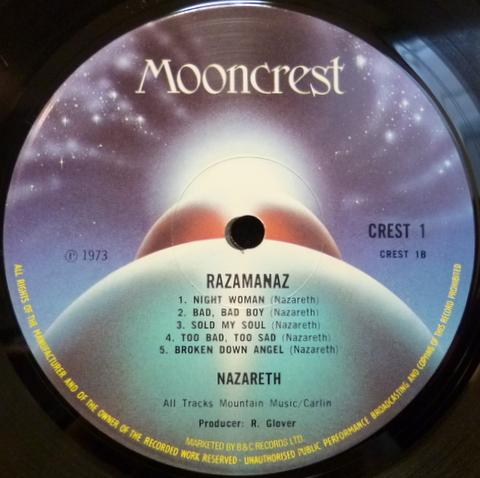 Mooncrest
CREST 1
℗ 1973
CREST 1B
RAZAMANAZ
1. NIGHT WOMAN (Nazareth)
2. BAD, BAD BOY (Nazareth)
3. SOLD MY SOUL (Nazareth)
4. TOO BAD, TOO SAD (Nazareth)
5. BROKEN DOWN ANGEL (Nazareth)
NAZARETH
All Tracks Mountain Music/Carlin
Producer: R. Glover
MARKETED BY B&C RECORDS LTD.
ALL RIGHTS OF THE MANUFACTURER AND OF THE OWNER OF THE RECORDED WORK RESERVED - UNAUTHORISED PUBLIC PERFORMANCE BROADCASTING AND COPYING OF THIS RECORD PROHIBITED